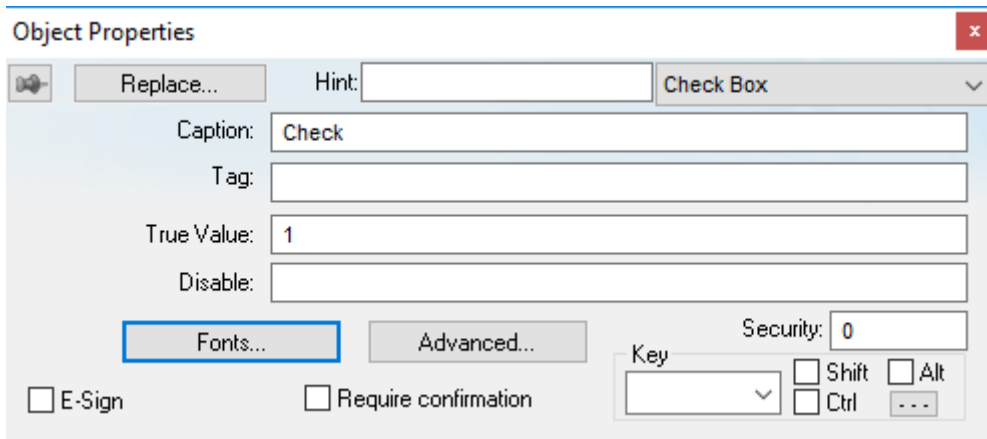 Object Properties x
Replace... Hint: Check Box
Caption: Check
Tag:
True Value: 1
Disable:
Fonts... Advanced... Security: 0
Key
Shift Alt
E-Sign Require confirmation Ctrl ...